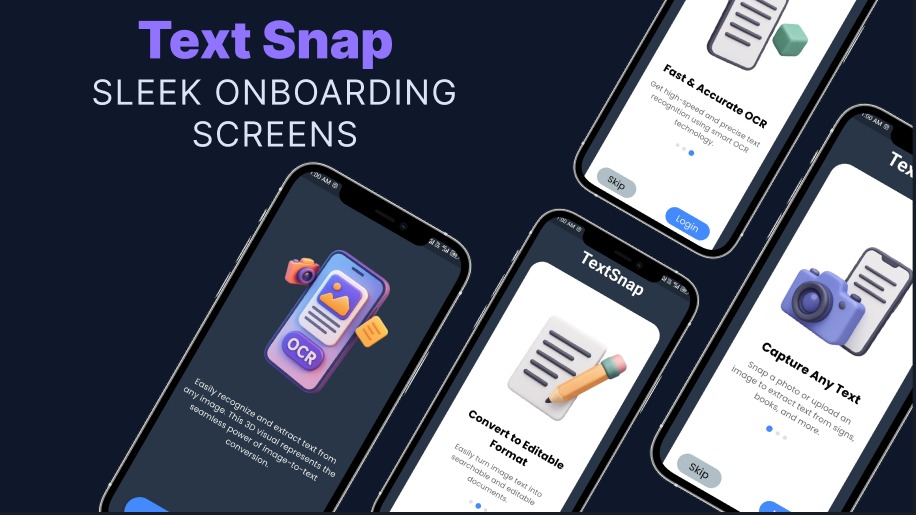 Text Snap
SLEEK ONBOARDING
SCREENS
Fast & Accurate OCR
Get high-speed and precise text
recognition using smart OCR
technology.
Skip
Login
OCR
Easily recognize and extract text from
any image. This 3D visual represents the
seamless power of image-to-text
conversion.
TextSnap
Convert to Editable
Format
Easily turn image text into
searchable and editable
documents.
Capture Any Text
Snap a photo or upload an
image to extract text from signs,
books, and more.
Skip